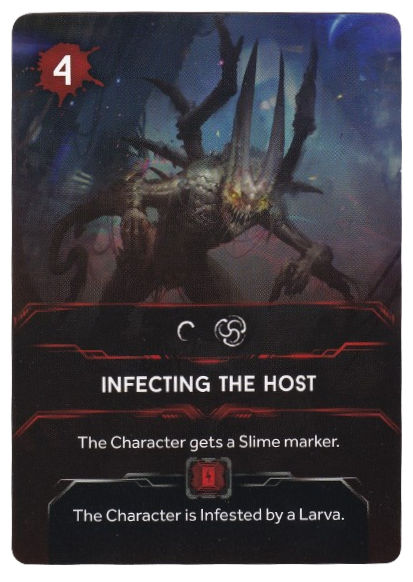 4
INFECTING THE HOST
The Character gets a Slime marker.
The Character is Infested by a Larva.